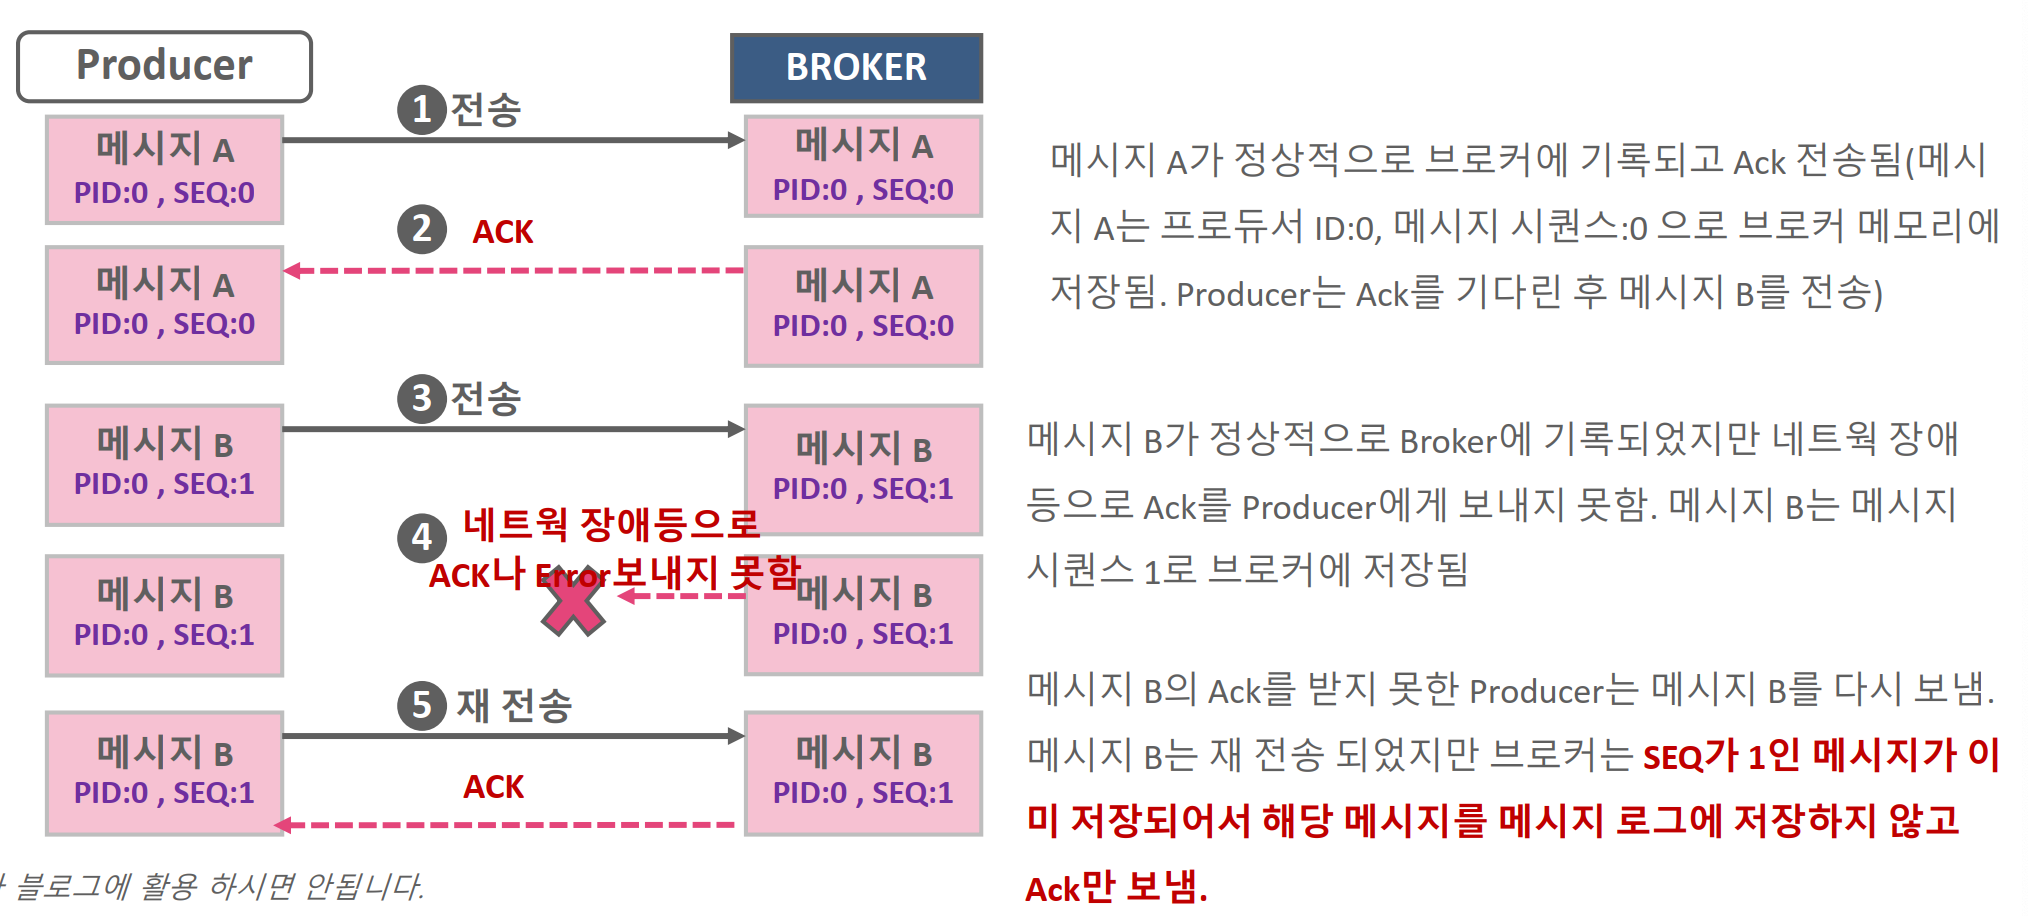 Producer
BROKER
1 전송
메시지 A
PID:0 , SEQ:0
메시지 A
PID:0 , SEQ:0
2 ACK
메시지 A
PID:0 , SEQ:0
메시지 A
PID:0 , SEQ:0
메시지 A가 정상적으로 브로커에 기록되고 Ack 전송됨(메시
지 A는 프로듀서 ID:0, 메시지 시퀀스:0 으로 브로커 메모리에
저장됨. Producer는 Ack를 기다린 후 메시지 B를 전송)
3 전송
메시지 B
PID:0 , SEQ:1
메시지 B
PID:0 , SEQ:1
4 네트웍 장애등으로
ACK나 Error보내지 못함
메시지 B
PID:0 , SEQ:1
메시지 B
PID:0 , SEQ:1
메시지 B가 정상적으로 Broker에 기록되었지만 네트웍 장애
등으로 Ack를 Producer에게 보내지 못함. 메시지 B는 메시지
시퀀스 1로 브로커에 저장됨
5 재 전송
메시지 B
PID:0 , SEQ:1
ACK
메시지 B
PID:0 , SEQ:1
메시지 B의 Ack를 받지 못한 Producer는 메시지 B를 다시 보냄.
메시지 B는 재 전송 되었지만 브로커는 SEQ가 1인 메시지가 이
미 저장되어서 해당 메시지를 메시지 로그에 저장하지 않고
Ack만 보냄.
블로그에 활용 하시면 안됩니다.